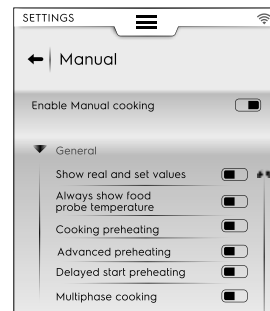 SETTINGS
Manual
Enable Manual cooking
General
Show real and set values
Always show food
probe temperature
Cooking preheating
Advanced preheating
Delayed start preheating
Multiphase cooking